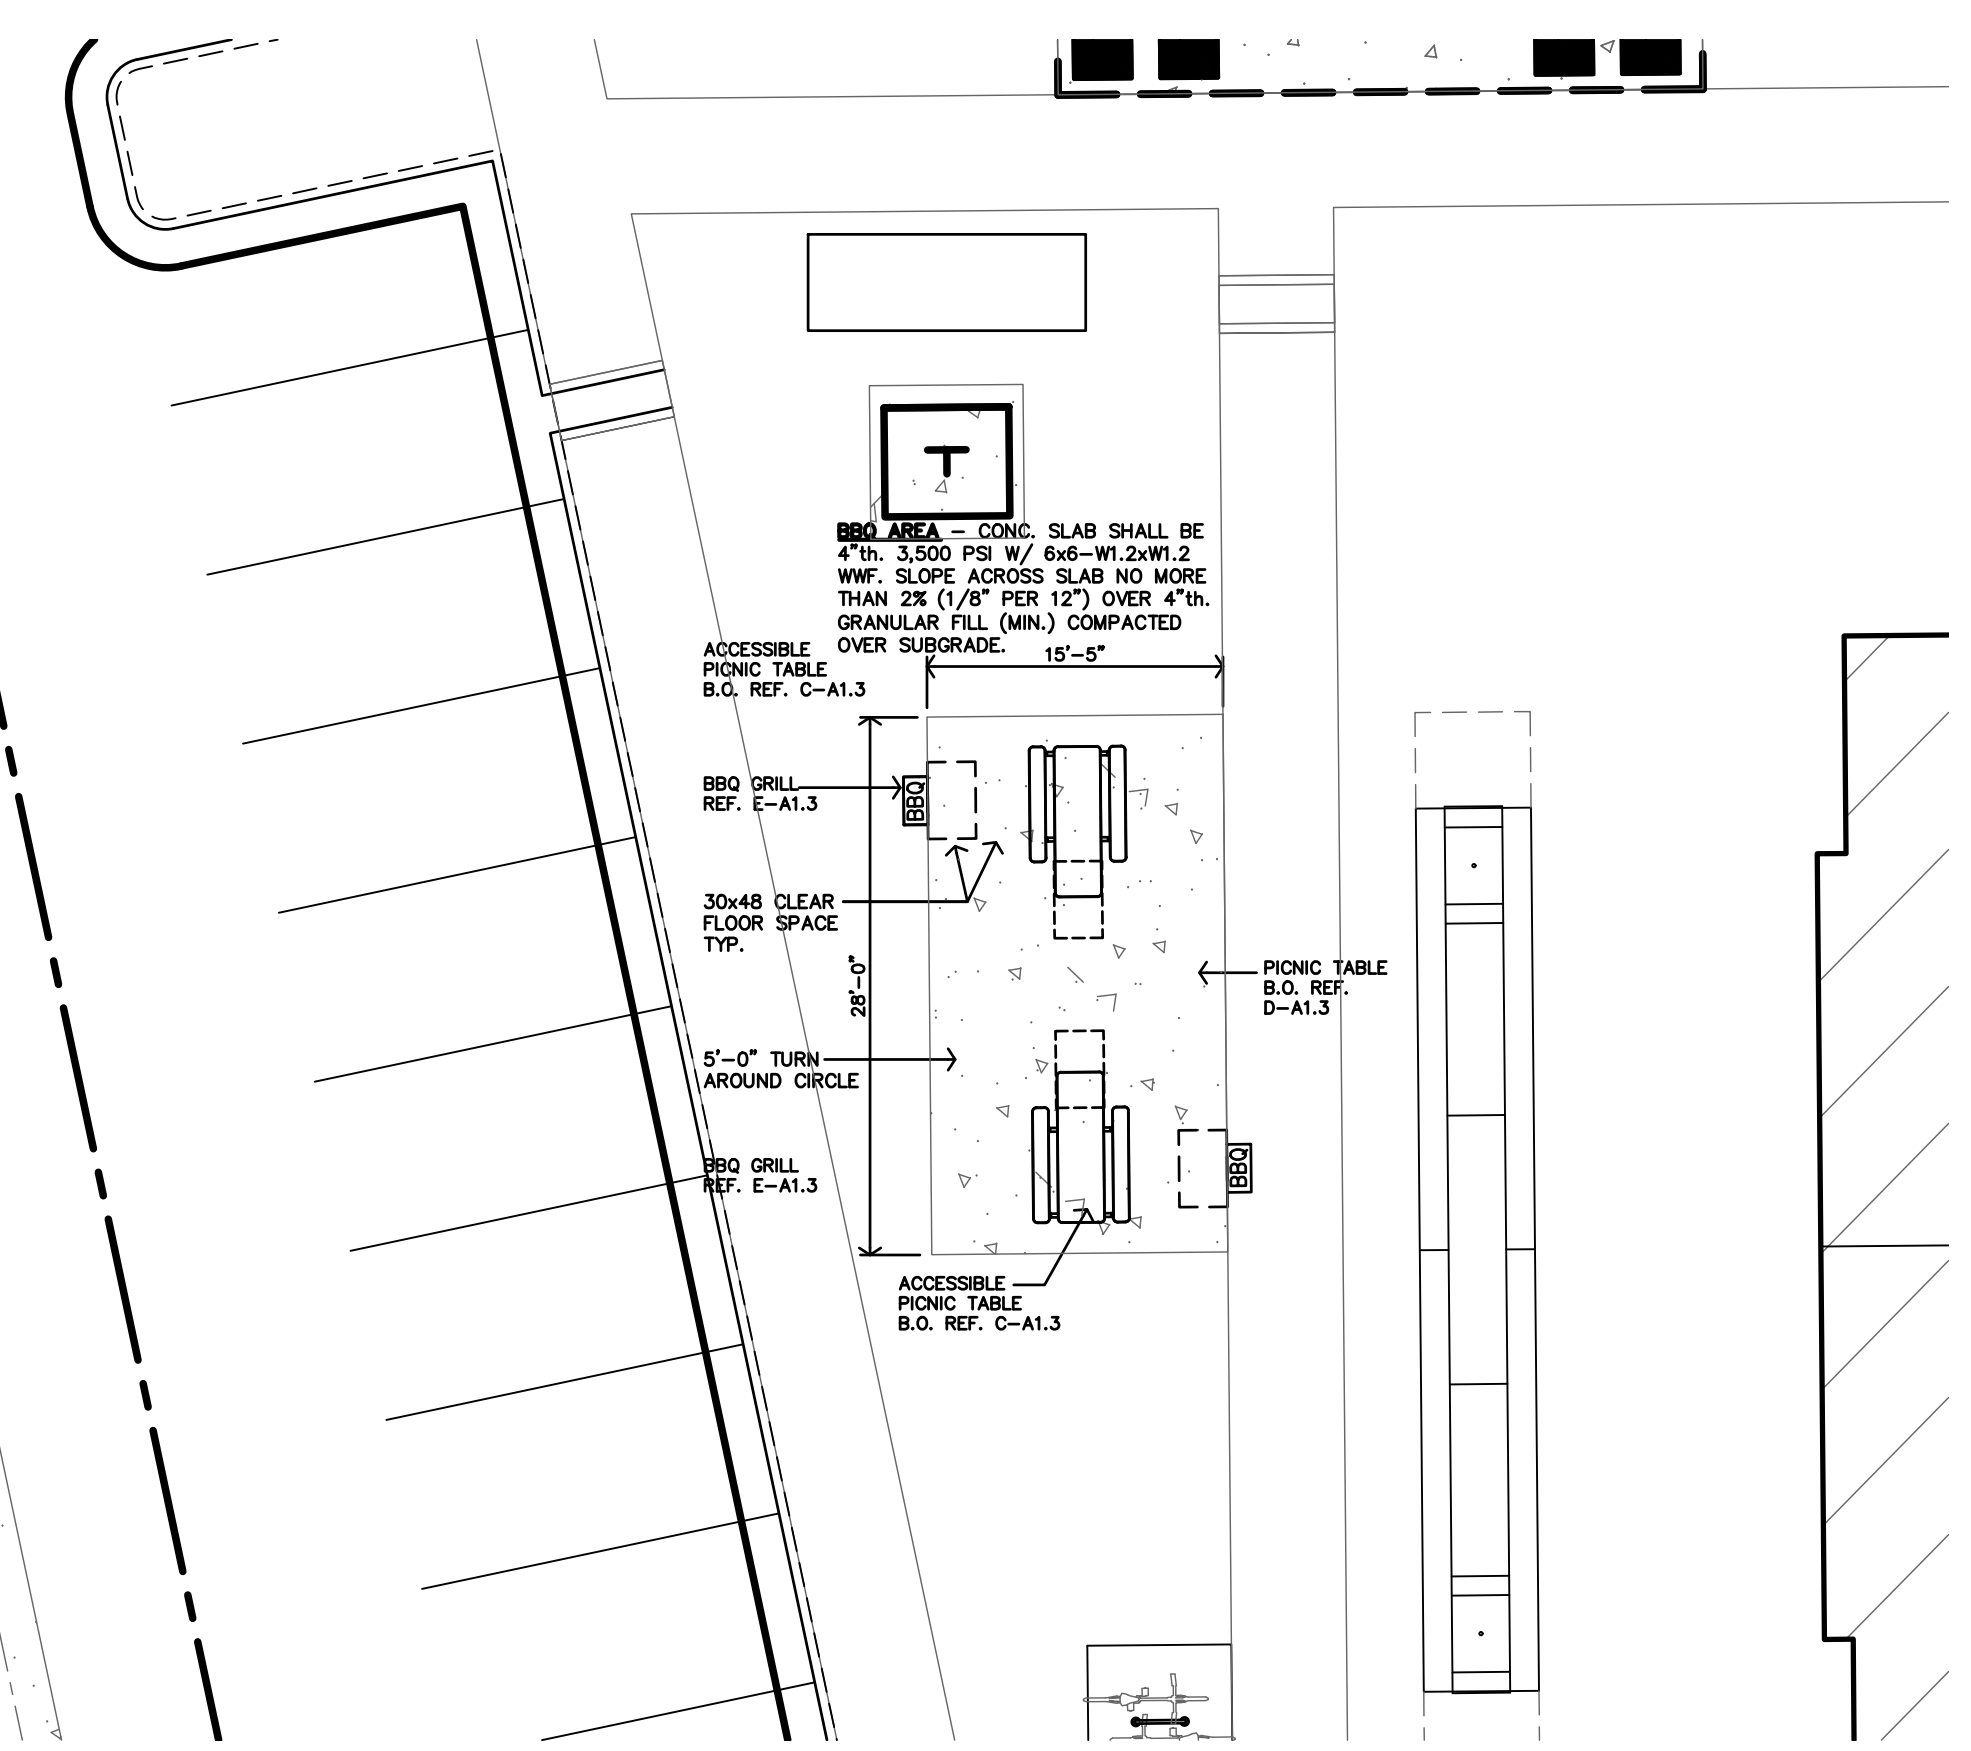 T
BBQ AREA – CONC. SLAB SHALL BE
4"th. 3,500 PSI W/ 6x6–W1.2xW1.2
WWF. SLOPE ACROSS SLAB NO MORE
THAN 2% (1/8" PER 12") OVER 4"th.
GRANULAR FILL (MIN.) COMPACTED
OVER SUBGRADE.
15'–5"
ACCESSIBLE
PICNIC TABLE
B.O. REF. C–A1.3
BBQ GRILL
REF. E–A1.3
BBQ
30x48 CLEAR
FLOOR SPACE
TYP.
28'–0"
PICNIC TABLE
B.O. REF.
D–A1.3
5'–0" TURN
AROUND CIRCLE
BBQ GRILL
REF. E–A1.3
BBQ
ACCESSIBLE
PICNIC TABLE
B.O. REF. C–A1.3